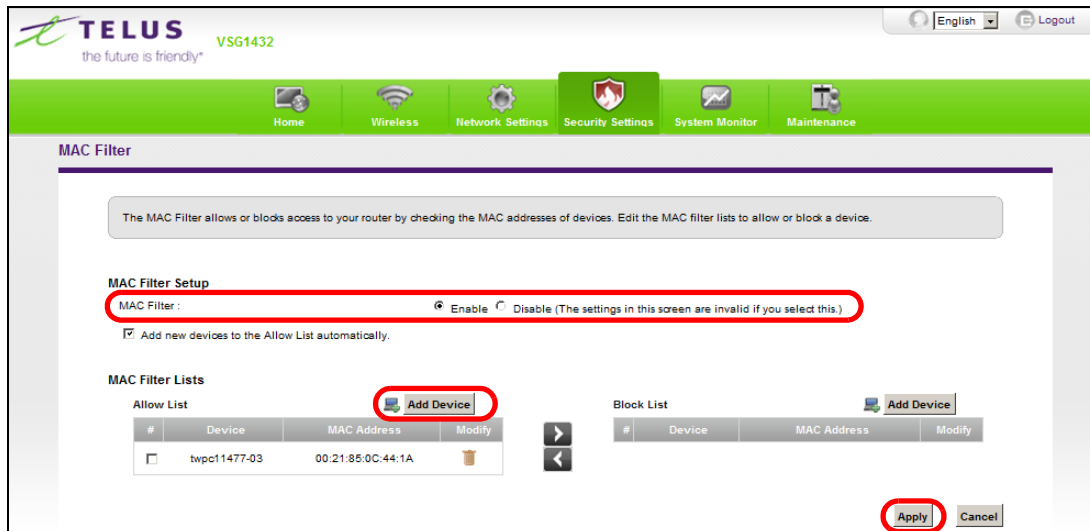 TELUS
the future is friendly®
VSG1432
English
Logout
Home
Wireless
Network Settings
Security Settings
System Monitor
Maintenance
MAC Filter
The MAC Filter allows or blocks access to your router by checking the MAC addresses of devices. Edit the MAC filter lists to allow or block a device.
MAC Filter Setup
MAC Filter :
Enable
Disable (The settings in this screen are invalid if you select this.)
Add new devices to the Allow List automatically.
MAC Filter Lists
Allow List
Add Device
# Device MAC Address Modify
twpc11477-03 00:21:85:0C:44:1A
>
<
Block List
Add Device
# Device MAC Address Modify
Apply
Cancel